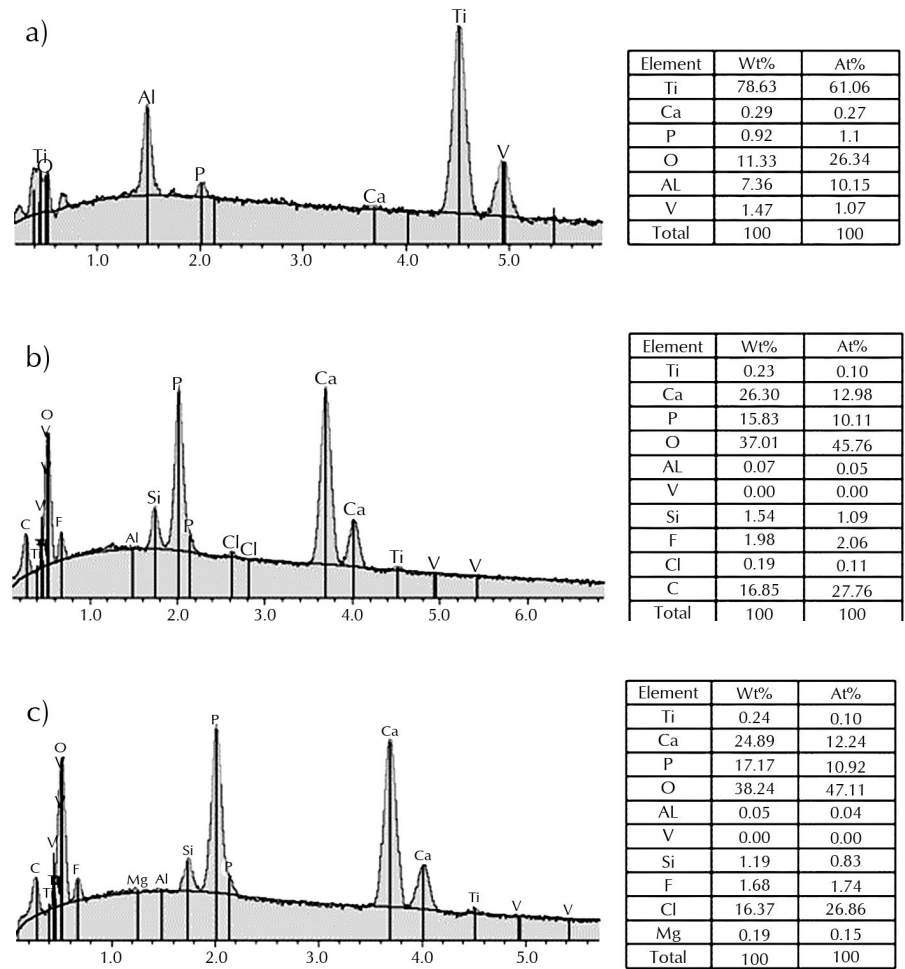 a)
Ti
Al
Ti
O
P
Ca
V
1.0 2.0 3.0 4.0 5.0
Element Wt% At%
Ti 78.63 61.06
Ca 0.29 0.27
P 0.92 1.1
O 11.33 26.34
AL 7.36 10.15
V 1.47 1.07
Total 100 100
b)
O
V
P
Ca
V
C
F
Si
P
Al
Cl
Cl
Ca
Ti
V
V
1.0 2.0 3.0 4.0 5.0 6.0
Element Wt% At%
Ti 0.23 0.10
Ca 26.30 12.98
P 15.83 10.11
O 37.01 45.76
AL 0.07 0.05
V 0.00 0.00
Si 1.54 1.09
F 1.98 2.06
Cl 0.19 0.11
C 16.85 27.76
Total 100 100
c)
O
P
Ca
V
C
F
Mg
Al
Si
P
Ca
Ti
V
V
0.0 1.0 2.0 3.0 4.0 5.0
Element Wt% At%
Ti 0.24 0.10
Ca 24.89 12.24
P 17.17 10.92
O 38.24 47.11
AL 0.05 0.04
V 0.00 0.00
Si 1.19 0.83
F 1.68 1.74
Cl 16.37 26.86
Mg 0.19 0.15
Total 100 100